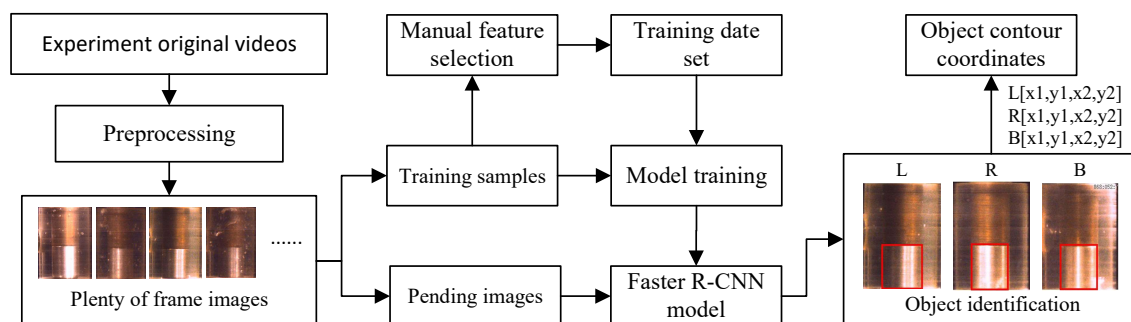 Experiment original videos
Preprocessing
......
Plenty of frame images
Manual feature
selection
Training date
set
Training samples
Model training
Pending images
Faster R-CNN
model
Object contour
coordinates
L[x1,y1,x2,y2]
R[x1,y1,x2,y2]
B[x1,y1,x2,y2]
L R B
Object identification